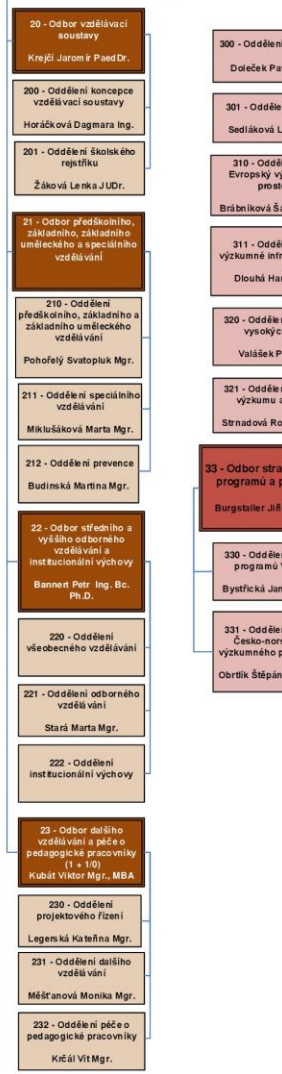 20 - Odbor vzdělávací
soustavy
Krejčí Jaromír PaedDr.
200 - Oddělení koncepce
vzdělávací soustavy
Horáčková Dagmara Ing.
201 - Oddělení školského
rejstříku
Žáková Lenka JUDr.
21 - Odbor předškolního,
základního, základního
uměleckého a speciálního
vzdělávání
210 - Oddělení
předškolního, základního a
základního uměleckého
vzdělávání
Pohořelý Svatopluk Mgr.
211 - Oddělení speciálního
vzdělávání
Miklušáková Marta Mgr.
212 - Oddělení prevence
Budinská Martina Mgr.
22 - Odbor středního a
vyššího odborného
vzdělávání a
institucionální výchovy
Bannert Petr Ing. Bc.
Ph.D.
220 - Oddělení
všeobecného vzdělávání
221 - Oddělení odborného
vzdělávání
Stará Marta Mgr.
222 - Oddělení
institucionální výchovy
23 - Odbor dalšího
vzdělávání a péče o
pedagogické pracovníky
(1 + 1/0)
Kubát Viktor Mgr., MBA
230 - Oddělení
projektového řízení
Legerská Kateřina Mgr.
231 - Oddělení dalšího
vzdělávání
Měšťanová Monika Mgr.
232 - Oddělení péče o
pedagogické pracovníky
Krčál Vít Mgr.
300 - Oddělení
Doleček Pa
301 - Odděle
Sedláková L
310 - Odděl
Evropský vý
prosto
Brábníková Šá
311 - Oddě
výzkumné infr
Dlouhá Ha
320 - Oddělen
vysokýc
Valášek P
321 - Odděle
výzkumu a
Strnadová Ro
33 - Odbor stra
programů a p
Burgstaller Jiří
330 - Odděle
programů V
Bystřická Jan
331 - Oddělen
Česko-nors
výzkumného p
Obrtlík Štěpán